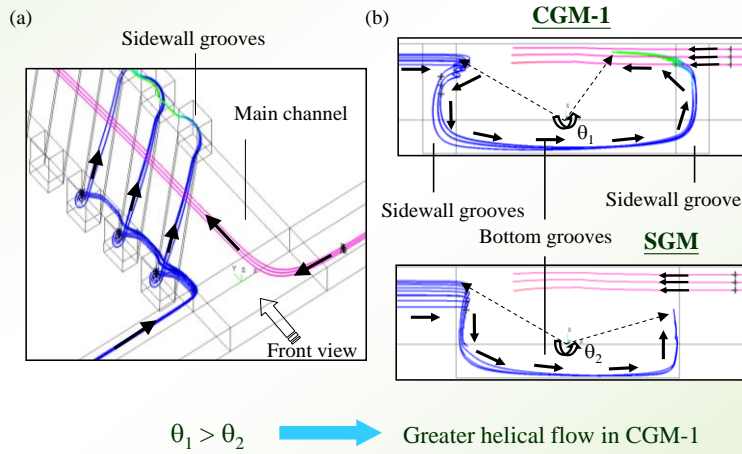 (a)
Sidewall grooves
Main channel
Front view
(b)
CGM-1
θ1
Sidewall grooves
Sidewall grooves
Bottom grooves
SGM
θ2
θ1 > θ2
Greater helical flow in CGM-1